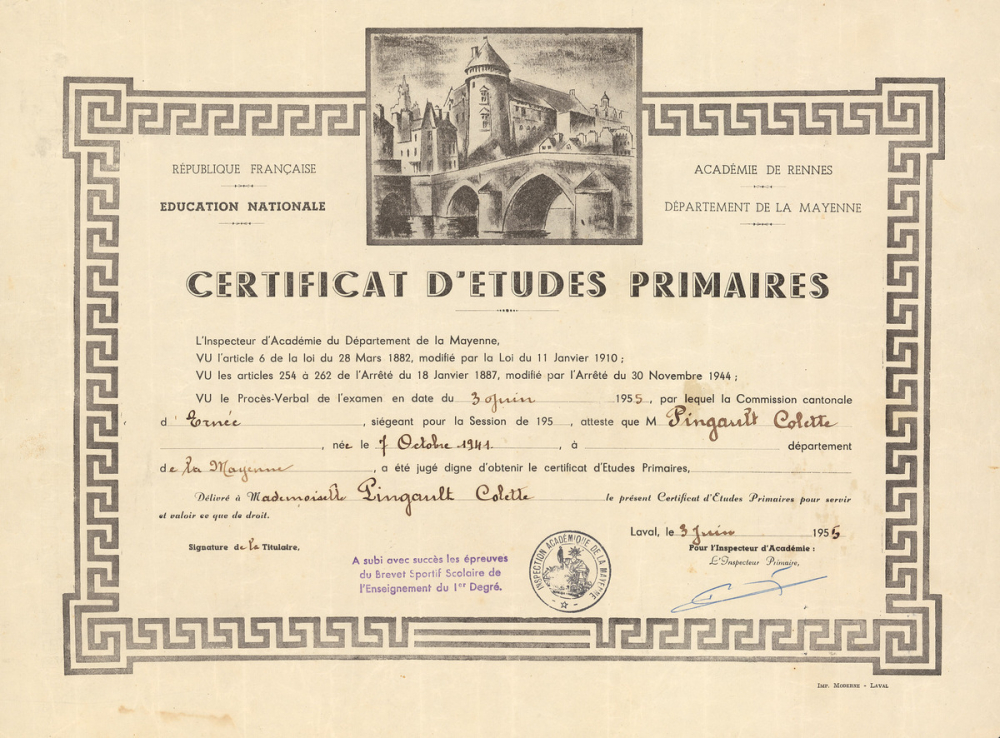 RÉPUBLIQUE FRANÇAISE
EDUCATION NATIONALE
ACADÉMIE DE RENNES
DÉPARTEMENT DE LA MAYENNE
CERTIFICAT D'ETUDES PRIMAIRES
L'Inspecteur d'Académie du Département de la Mayenne,
VU l'article 6 de la loi du 28 Mars 1882, modifié par la Loi du 11 Janvier 1910 ;
VU les articles 254 à 262 de l'Arrêté du 18 Janvier 1887, modifié par l'Arrêté du 30 Novembre 1944 ;
VU le Procès-Verbal de l'examen en date du 3 Juin 1955, par lequel la Commission cantonale
d' Ernée, siégeant pour la Session de 195, atteste que M Pingault Colette
, née le 7 Octobre 1941, à département
de la Mayenne, a été jugé digne d'obtenir le certificat d'Etudes Primaires,
Délivré à Mademoiselle Pingault Colette le présent Certificat d'Etudes Primaires pour servir
et valoir ce que de droit.
Laval, le 3 Juin 1955
Signature de la Titulaire,
Pour l'Inspecteur d'Académie :
L'Inspecteur Primaire,
A subi avec succès les épreuves
du Brevet Sportif Scolaire de
l'Enseignement du 1er Degré.
INSPECTION ACADÉMIQUE DE LA MAYENNE
Imp. Moderne - Laval